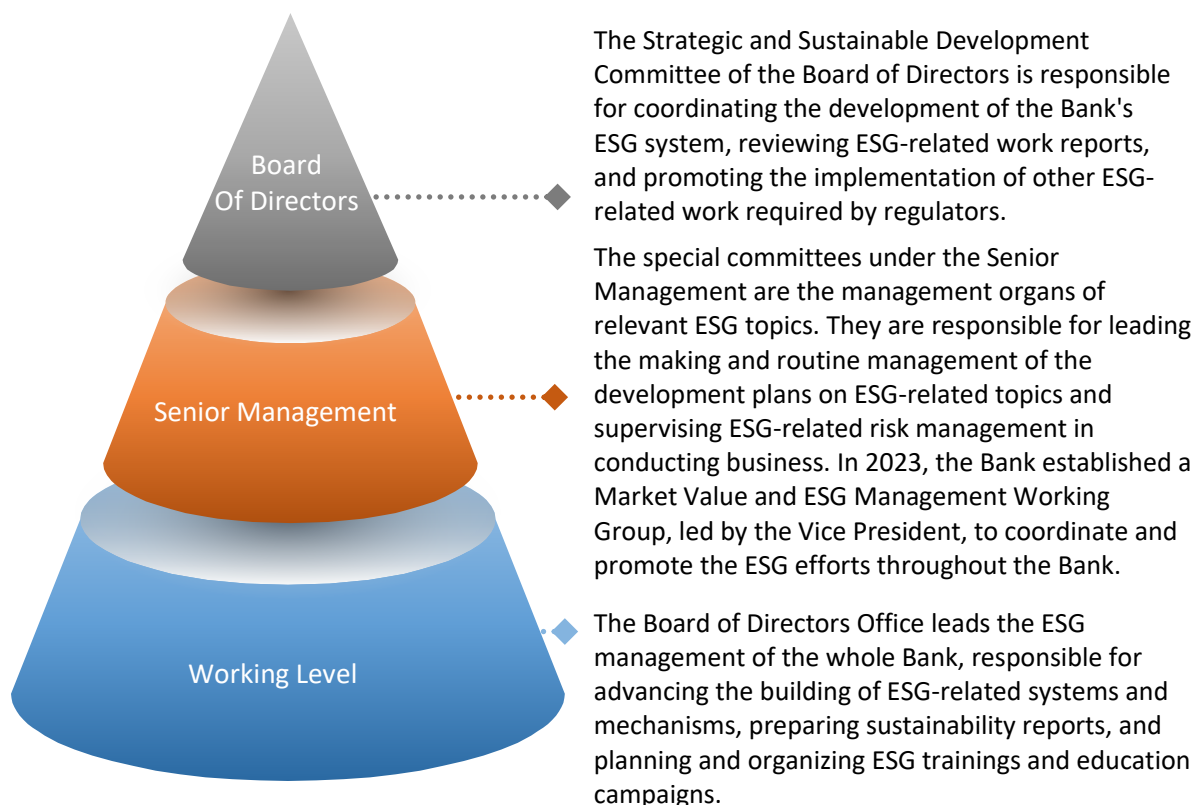 Board
Of Directors
The Strategic and Sustainable Development
Committee of the Board of Directors is responsible
for coordinating the development of the Bank's
ESG system, reviewing ESG-related work reports,
and promoting the implementation of other ESG-
related work required by regulators.
Senior Management
The special committees under the Senior
Management are the management organs of
relevant ESG topics. They are responsible for leading
the making and routine management of the
development plans on ESG-related topics and
supervising ESG-related risk management in
conducting business. In 2023, the Bank established a
Market Value and ESG Management Working
Group, led by the Vice President, to coordinate and
promote the ESG efforts throughout the Bank.
Working Level
The Board of Directors Office leads the ESG
management of the whole Bank, responsible for
advancing the building of ESG-related systems and
mechanisms, preparing sustainability reports, and
planning and organizing ESG trainings and education
campaigns.